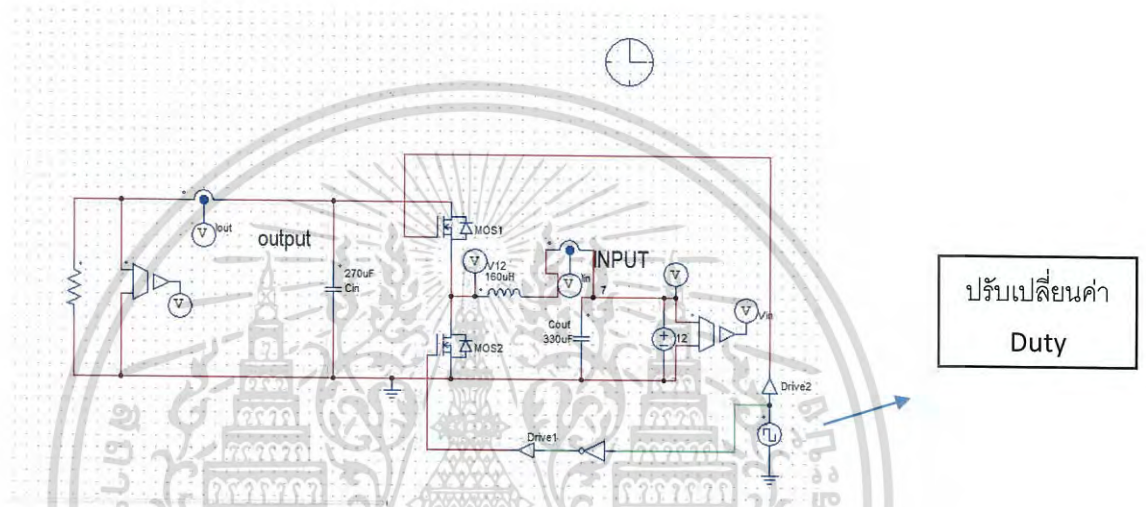 Iout
output
270uF
Cin
MOS1
V12
160uH
INPUT
Iin
7
Cout
330uF
12
Vin
MOS2
Drive1
Drive2
ปรับเปลี่ยนค่า
Duty